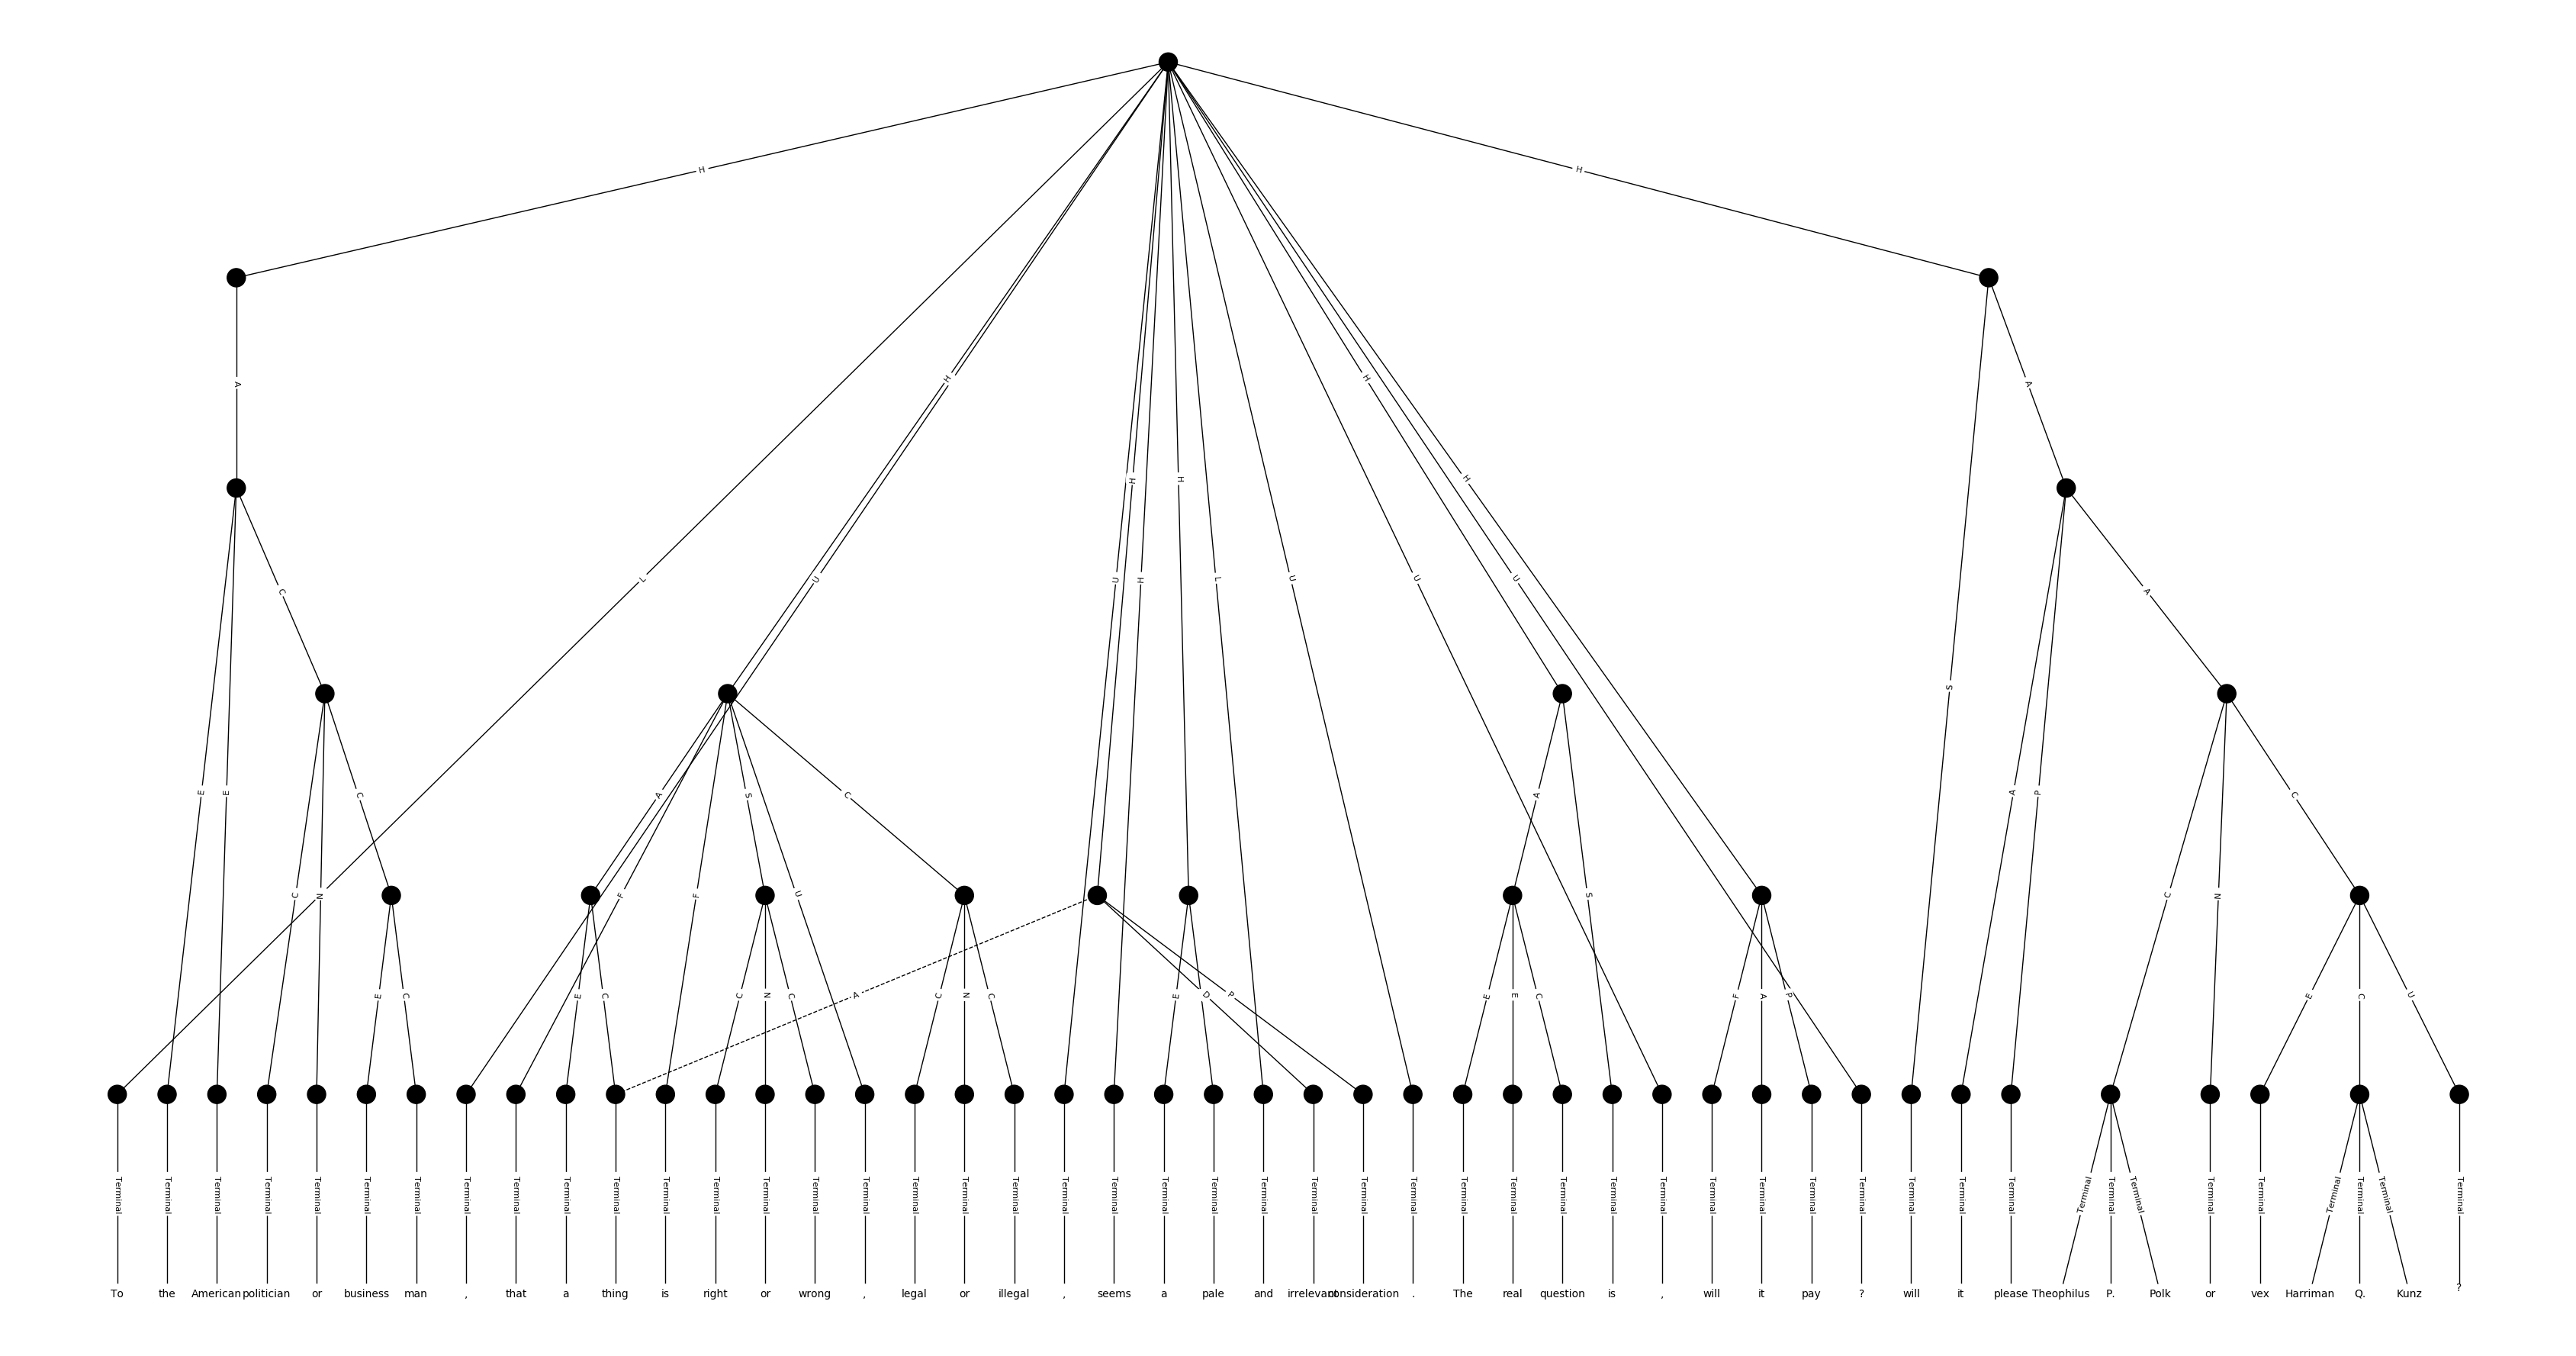 H H
H H
A A
H H H H
L U U H L U U U
C A
S
E E A P
A S U C A C
C N C F F S C N
E C E C C N C A C N C E D P E E C F A P E C U
Terminal Terminal Terminal Terminal Terminal Terminal Terminal Terminal Terminal Terminal Terminal Terminal Terminal Terminal Terminal Terminal Terminal Terminal Terminal Terminal Terminal Terminal Terminal Terminal Terminal Terminal Terminal Terminal Terminal Terminal Terminal Terminal Terminal Terminal Terminal Terminal Terminal Terminal Terminal Terminal Terminal Terminal Terminal Terminal Terminal Terminal Terminal Terminal
To the American politician or business man , that a thing is right or wrong , legal or illegal , seems a pale and irrelevant consideration . The real question is , will it pay ? will it please Theophilus P. Polk or vex Harriman Q. Kunz ?